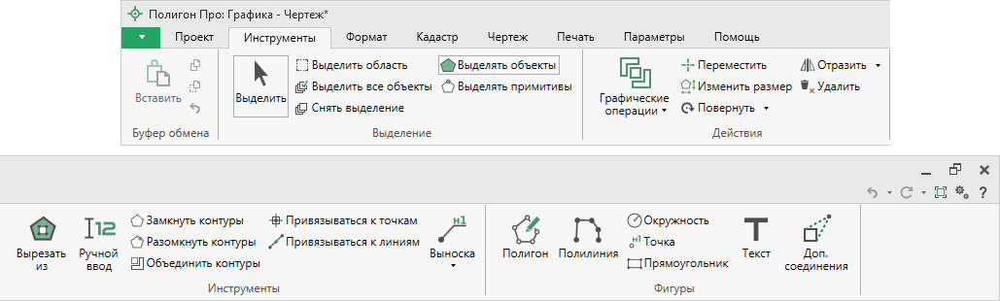 Полигон Про: Графика - Чертеж*
Проект Инструменты Формат Кадастр Чертеж Печать Параметры Помощь
Вставить
Буфер обмена
Выделить
Выделить область
Выделить все объекты
Снять выделение
Выделять объекты
Выделять примитивы
Выделение
Графические
операции
Переместить
Изменить размер
Повернуть
Отразить
Удалить
Действия
?
Вырезать
из
12
Ручной
ввод
Замкнуть контуры
Разомкнуть контуры
Объединить контуры
Привязываться к точкам
Привязываться к линиям
н1
Выноска
Инструменты
Полигон
Полилиния
Окружность
н1 Точка
Прямоугольник
Т
Текст
Доп.
соединения
Фигуры